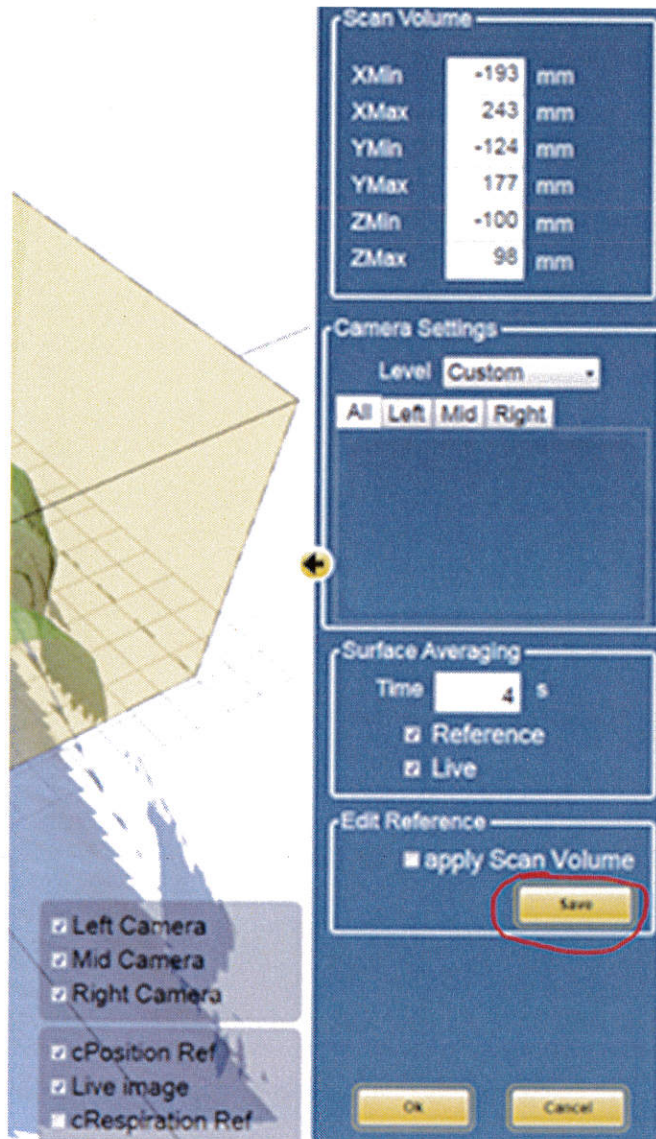 Scan Volume
XMin -193 mm
XMax 243 mm
YMin -124 mm
YMax 177 mm
ZMin -100 mm
ZMax 98 mm
Camera Settings
Level Custom
All Left Mid Right
Surface Averaging
Time 4 s
Reference
Live
Edit Reference
apply Scan Volume
Save
Left Camera
Mid Camera
Right Camera
cPosition Ref
Live image
cRespiration Ref
Ok Cancel